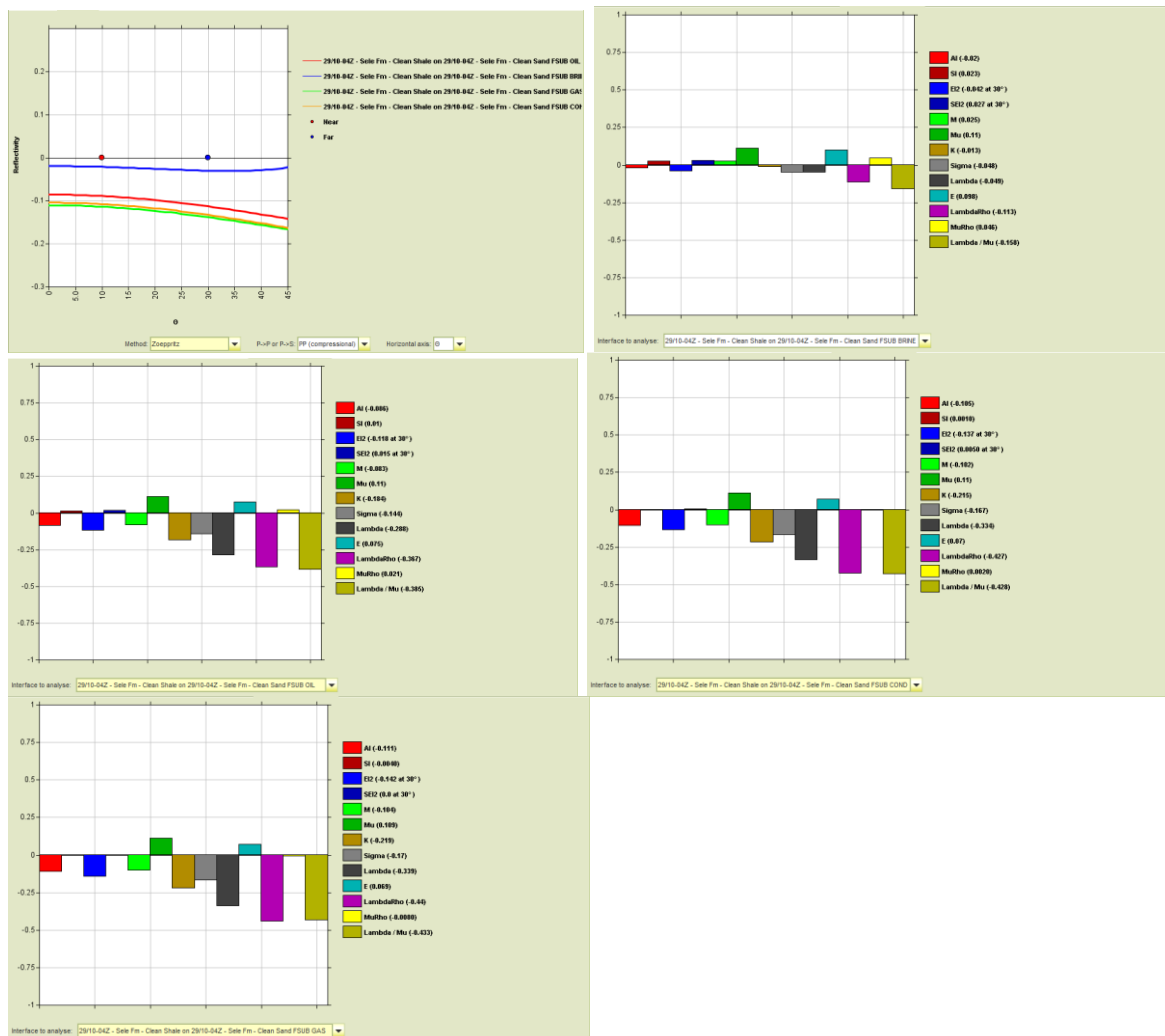 0.2
0
-0.1
-0.2
-0.3
Reflectivity
0
5.0
10
15
20
25
30
35
40
45
Θ
29/10-04Z - Sele Fm - Clean Shale on 29/10-04Z - Sele Fm - Clean Sand FSUB OIL
29/10-04Z - Sele Fm - Clean Shale on 29/10-04Z - Sele Fm - Clean Sand FSUB BRI
29/10-04Z - Sele Fm - Clean Shale on 29/10-04Z - Sele Fm - Clean Sand FSUB GAS
29/10-04Z - Sele Fm - Clean Shale on 29/10-04Z - Sele Fm - Clean Sand FSUB CON
Near
Far
Method: Zoeppritz P->P or P->S: PP (compressional) Horizontal axis: Θ
1
0.75
0.5
0.25
0
-0.25
-0.5
-0.75
-1
AI (-0.02)
SI (0.023)
EI2 (-0.042 at 30°)
SEI2 (0.027 at 30°)
M (0.025)
Mu (0.11)
K (-0.013)
Sigma (-0.048)
Lambda (-0.049)
E (0.098)
LambdaRho (-0.113)
MuRho (0.046)
Lambda / Mu (-0.158)
Interface to analyse: 29/10-04Z - Sele Fm - Clean Shale on 29/10-04Z - Sele Fm - Clean Sand FSUB BRINE
1
0.75
0.5
0.25
0
-0.25
-0.5
-0.75
-1
AI (-0.086)
SI (0.01)
EI2 (-0.118 at 30°)
SEI2 (0.015 at 30°)
M (-0.083)
Mu (0.11)
K (-0.184)
Sigma (-0.144)
Lambda (-0.288)
E (0.075)
LambdaRho (-0.367)
MuRho (0.021)
Lambda / Mu (-0.385)
Interface to analyse: 29/10-04Z - Sele Fm - Clean Shale on 29/10-04Z - Sele Fm - Clean Sand FSUB OIL
1
0.75
0.5
0.25
0
-0.25
-0.5
-0.75
-1
AI (-0.105)
SI (0.0010)
EI2 (-0.137 at 30°)
SEI2 (0.0050 at 30°)
M (-0.102)
Mu (0.11)
K (-0.215)
Sigma (-0.167)
Lambda (-0.334)
E (0.07)
LambdaRho (-0.427)
MuRho (0.0020)
Lambda / Mu (-0.428)
Interface to analyse: 29/10-04Z - Sele Fm - Clean Shale on 29/10-04Z - Sele Fm - Clean Sand FSUB COND
1
0.75
0.5
0.25
0
-0.25
-0.5
-0.75
-1
AI (-0.111)
SI (-0.0040)
EI2 (-0.142 at 30°)
SEI2 (0.0 at 30°)
M (-0.104)
Mu (0.109)
K (-0.219)
Sigma (-0.17)
Lambda (-0.339)
E (0.069)
LambdaRho (-0.44)
MuRho (-0.0080)
Lambda / Mu (-0.433)
Interface to analyse: 29/10-04Z - Sele Fm - Clean Shale on 29/10-04Z - Sele Fm - Clean Sand FSUB GAS